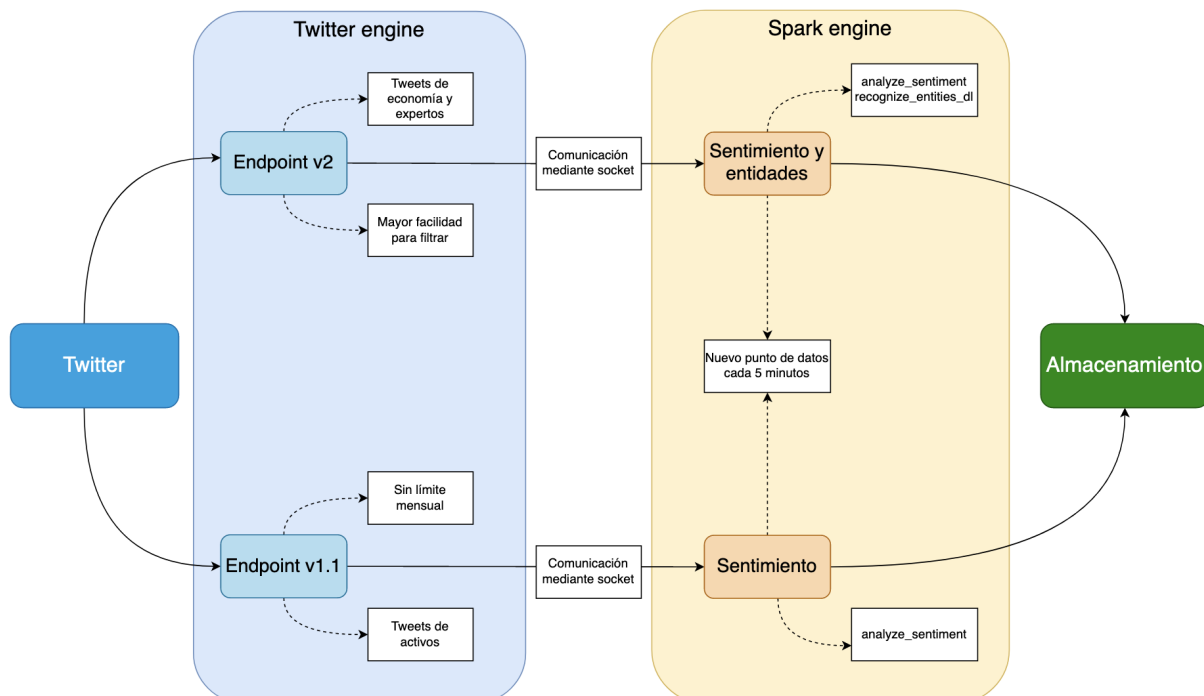 Twitter engine
Spark engine
Tweets de
economía y
expertos
analyze_sentiment
recognize_entities_dl
Endpoint v2
Comunicación
mediante socket
Sentimiento y
entidades
Mayor facilidad
para filtrar
Twitter
Nuevo punto de datos
cada 5 minutos
Almacenamiento
Sin límite
mensual
Endpoint v1.1
Comunicación
mediante socket
Sentimiento
Tweets de
activos
analyze_sentiment